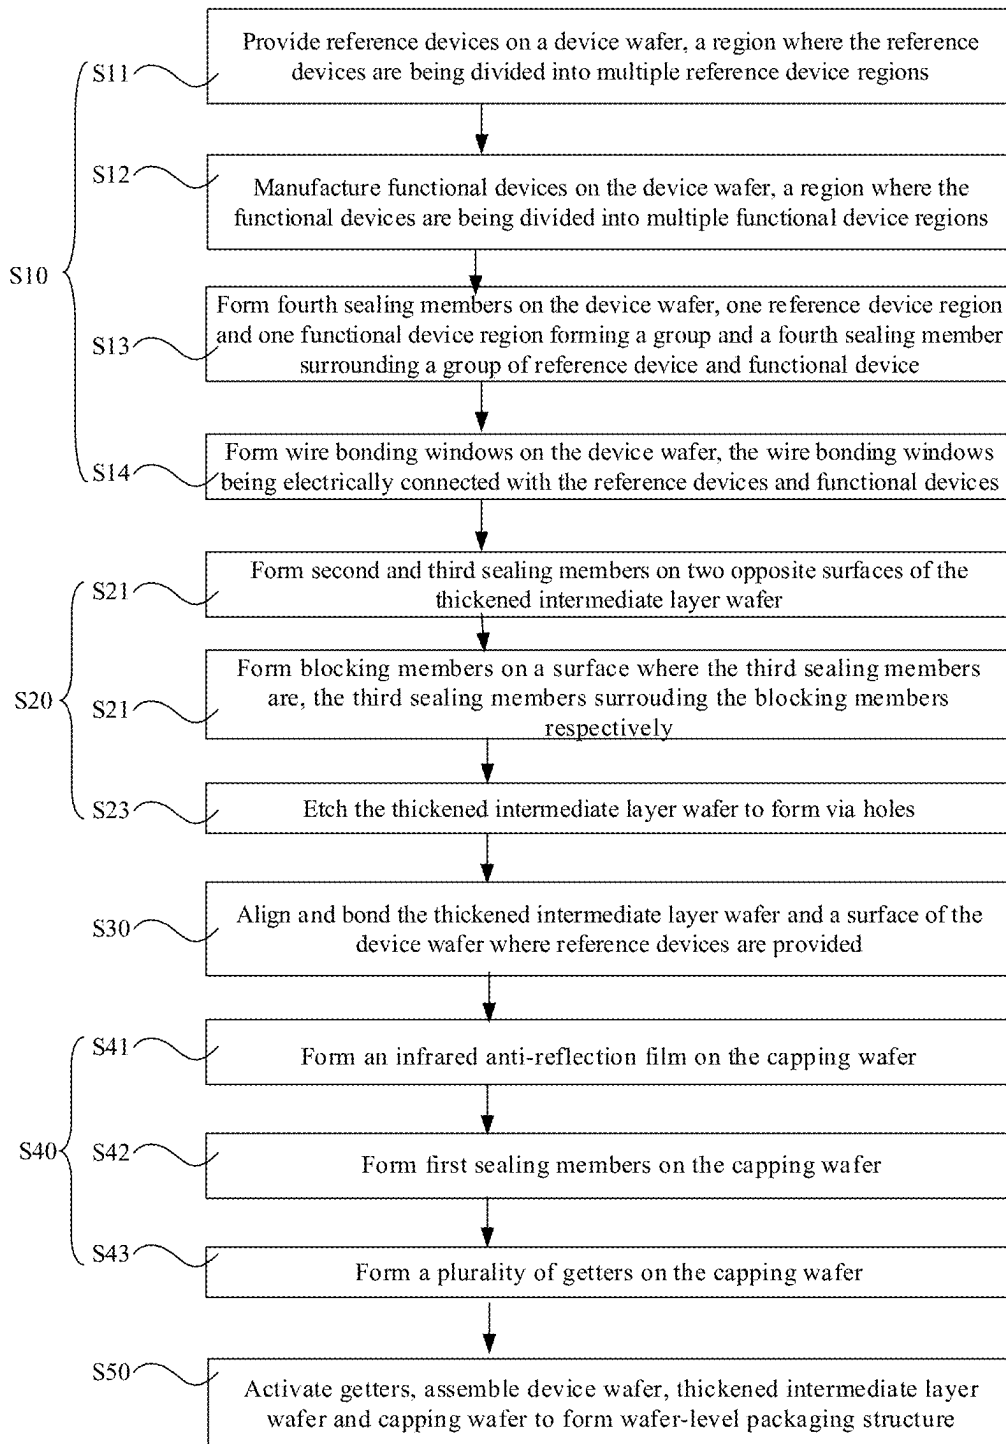 S10
S11
Provide reference devices on a device wafer, a region where the reference
devices are being divided into multiple reference device regions
S12
Manufacture functional devices on the device wafer, a region where the
functional devices are being divided into multiple functional device regions
S13
Form fourth sealing members on the device wafer, one reference device region
and one functional device region forming a group and a fourth sealing member
surrounding a group of reference device and functional device
S14
Form wire bonding windows on the device wafer, the wire bonding windows
being electrically connected with the reference devices and functional devices
S20
S21
Form second and third sealing members on two opposite surfaces of the
thickened intermediate layer wafer
S21
Form blocking members on a surface where the third sealing members
are, the third sealing members surrouding the blocking members
respectively
S23
Etch the thickened intermediate layer wafer to form via holes
S30
Align and bond the thickened intermediate layer wafer and a surface of the
device wafer where reference devices are provided
S40
S41
Form an infrared anti-reflection film on the capping wafer
S42
Form first sealing members on the capping wafer
S43
Form a plurality of getters on the capping wafer
S50
Activate getters, assemble device wafer, thickened intermediate layer
wafer and capping wafer to form wafer-level packaging structure